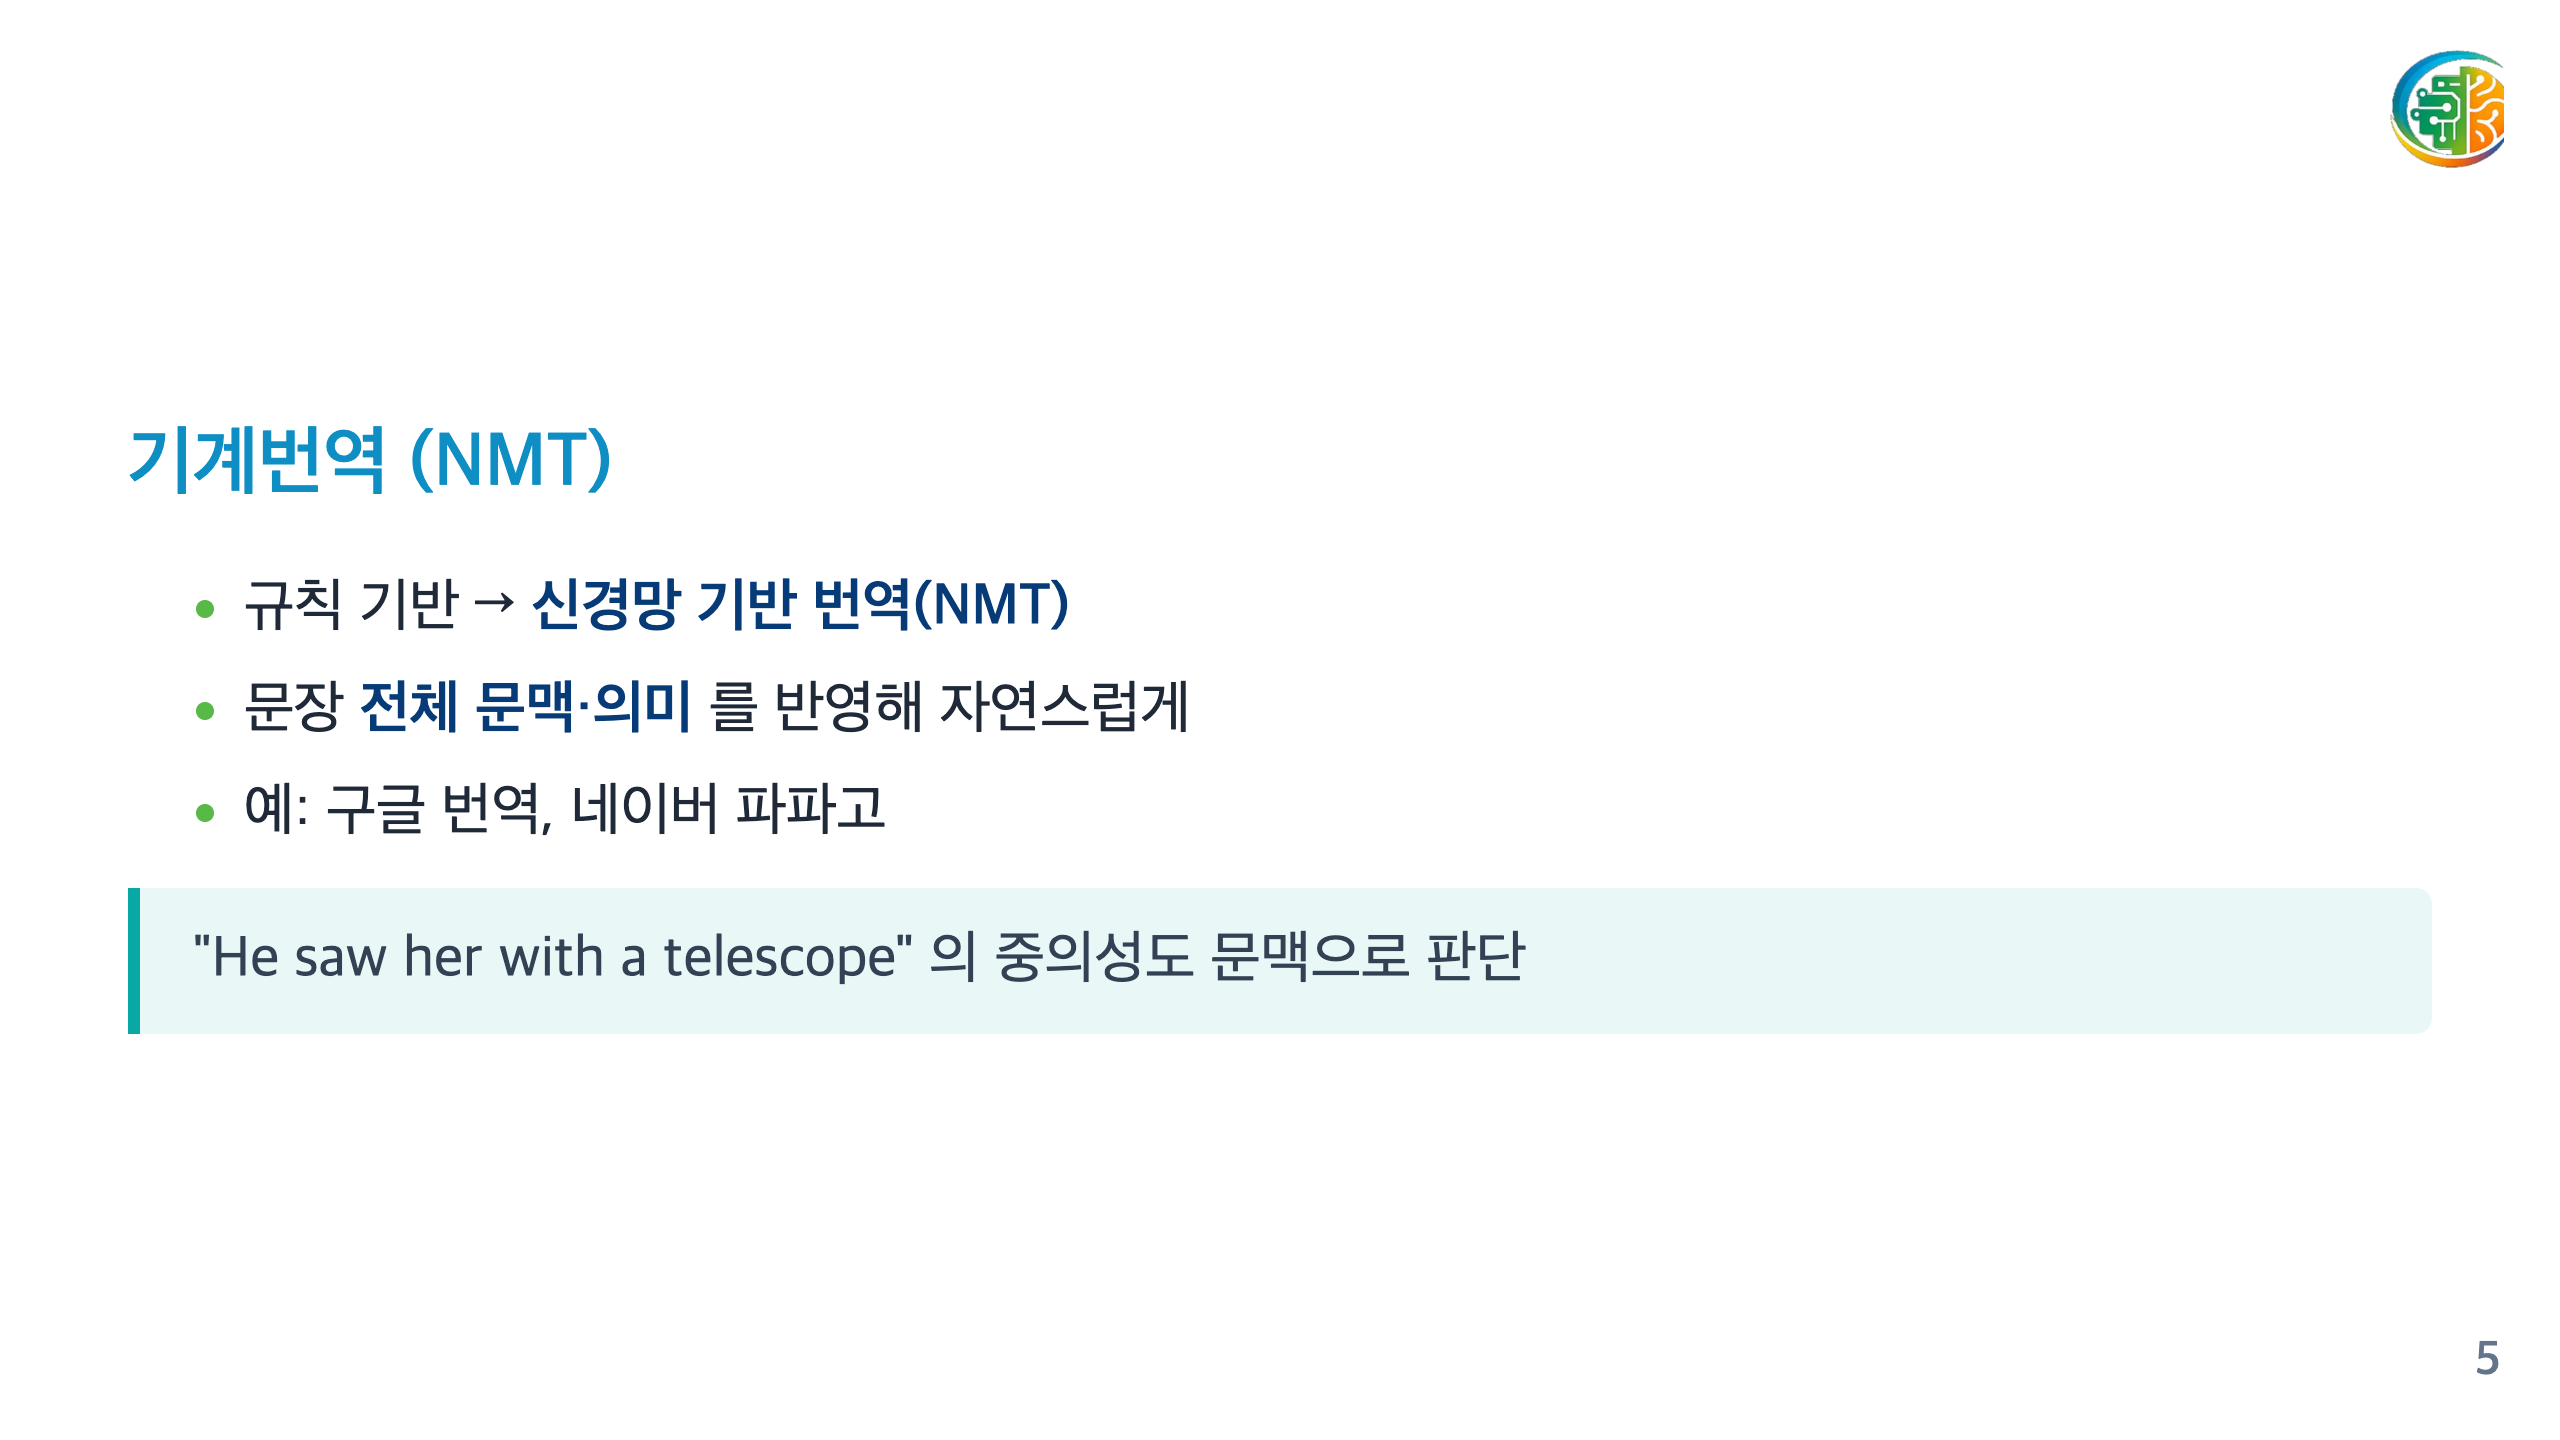 기계번역 (NMT)
• 규칙 기반 → 신경망 기반 번역(NMT)
• 문장 전체 문맥·의미 를 반영해 자연스럽게
• 예: 구글 번역, 네이버 파파고
"He saw her with a telescope" 의 중의성도 문맥으로 판단
5